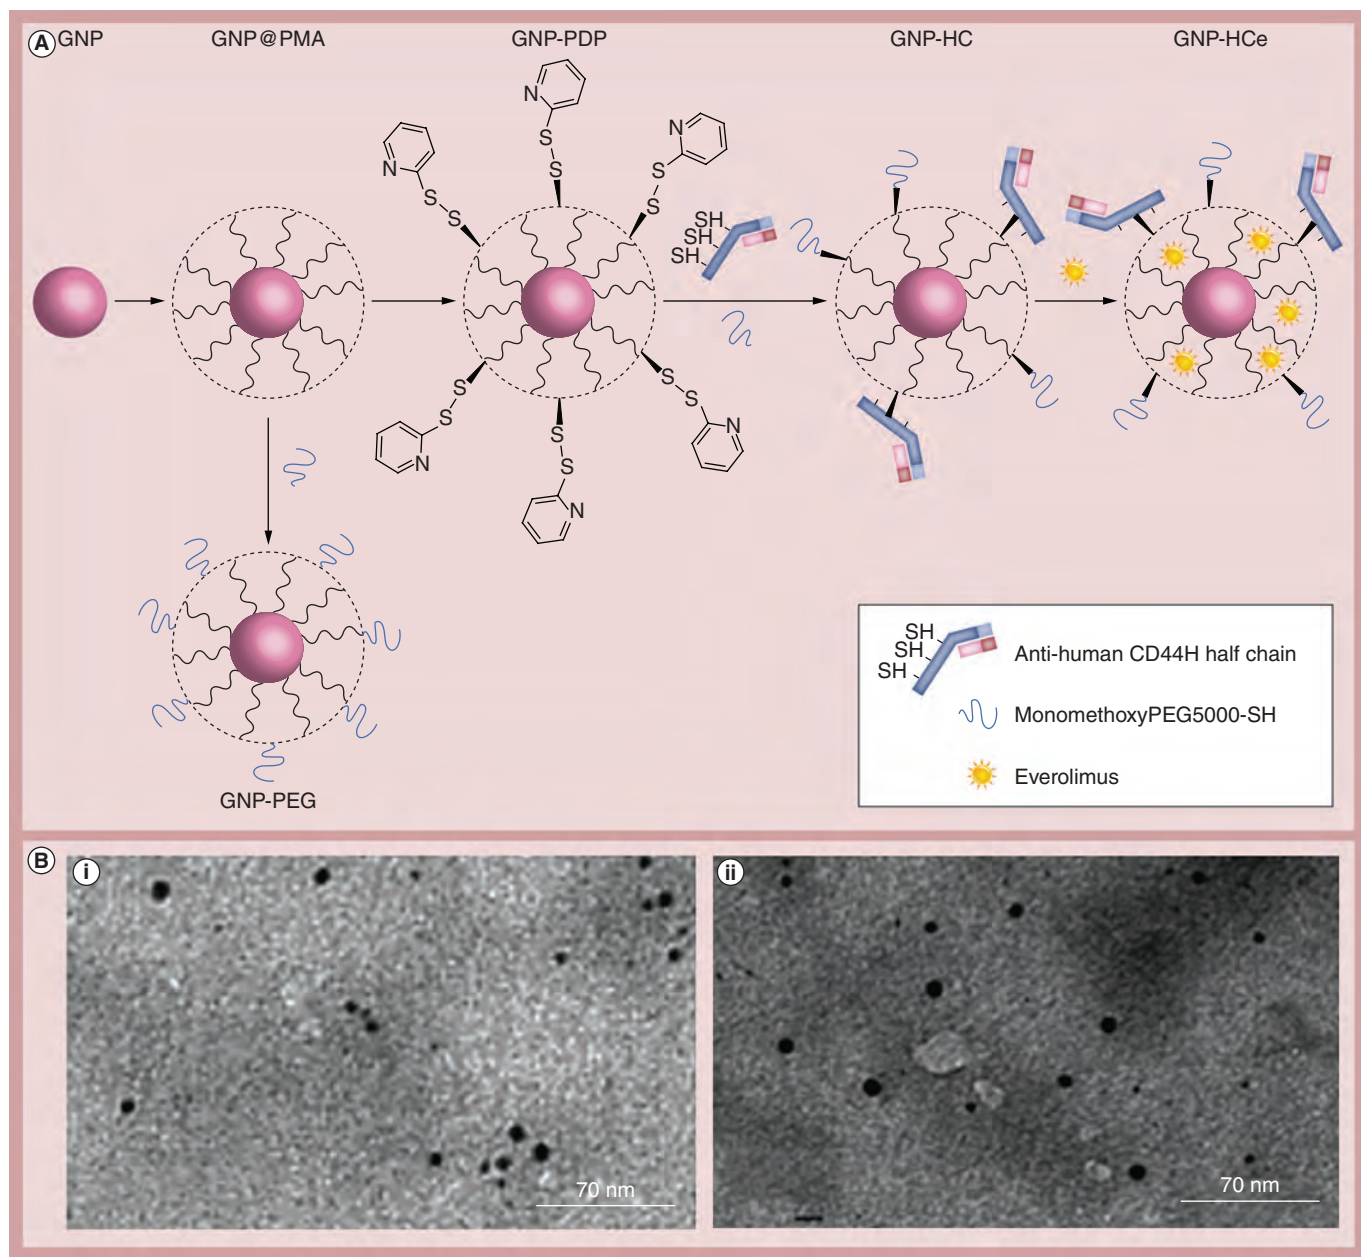 A GNP GNP@PMA GNP-PDP GNP-HC GNP-HCe
N
S
S
N
S
S
N
S
S
SH
SH
SH
S
S
N
S
S
N
S
S
N
GNP-PEG
SH
SH
SH
Anti-human CD44H half chain
MonomethoxyPEG5000-SH
Everolimus
B
i
ii
70 nm
70 nm